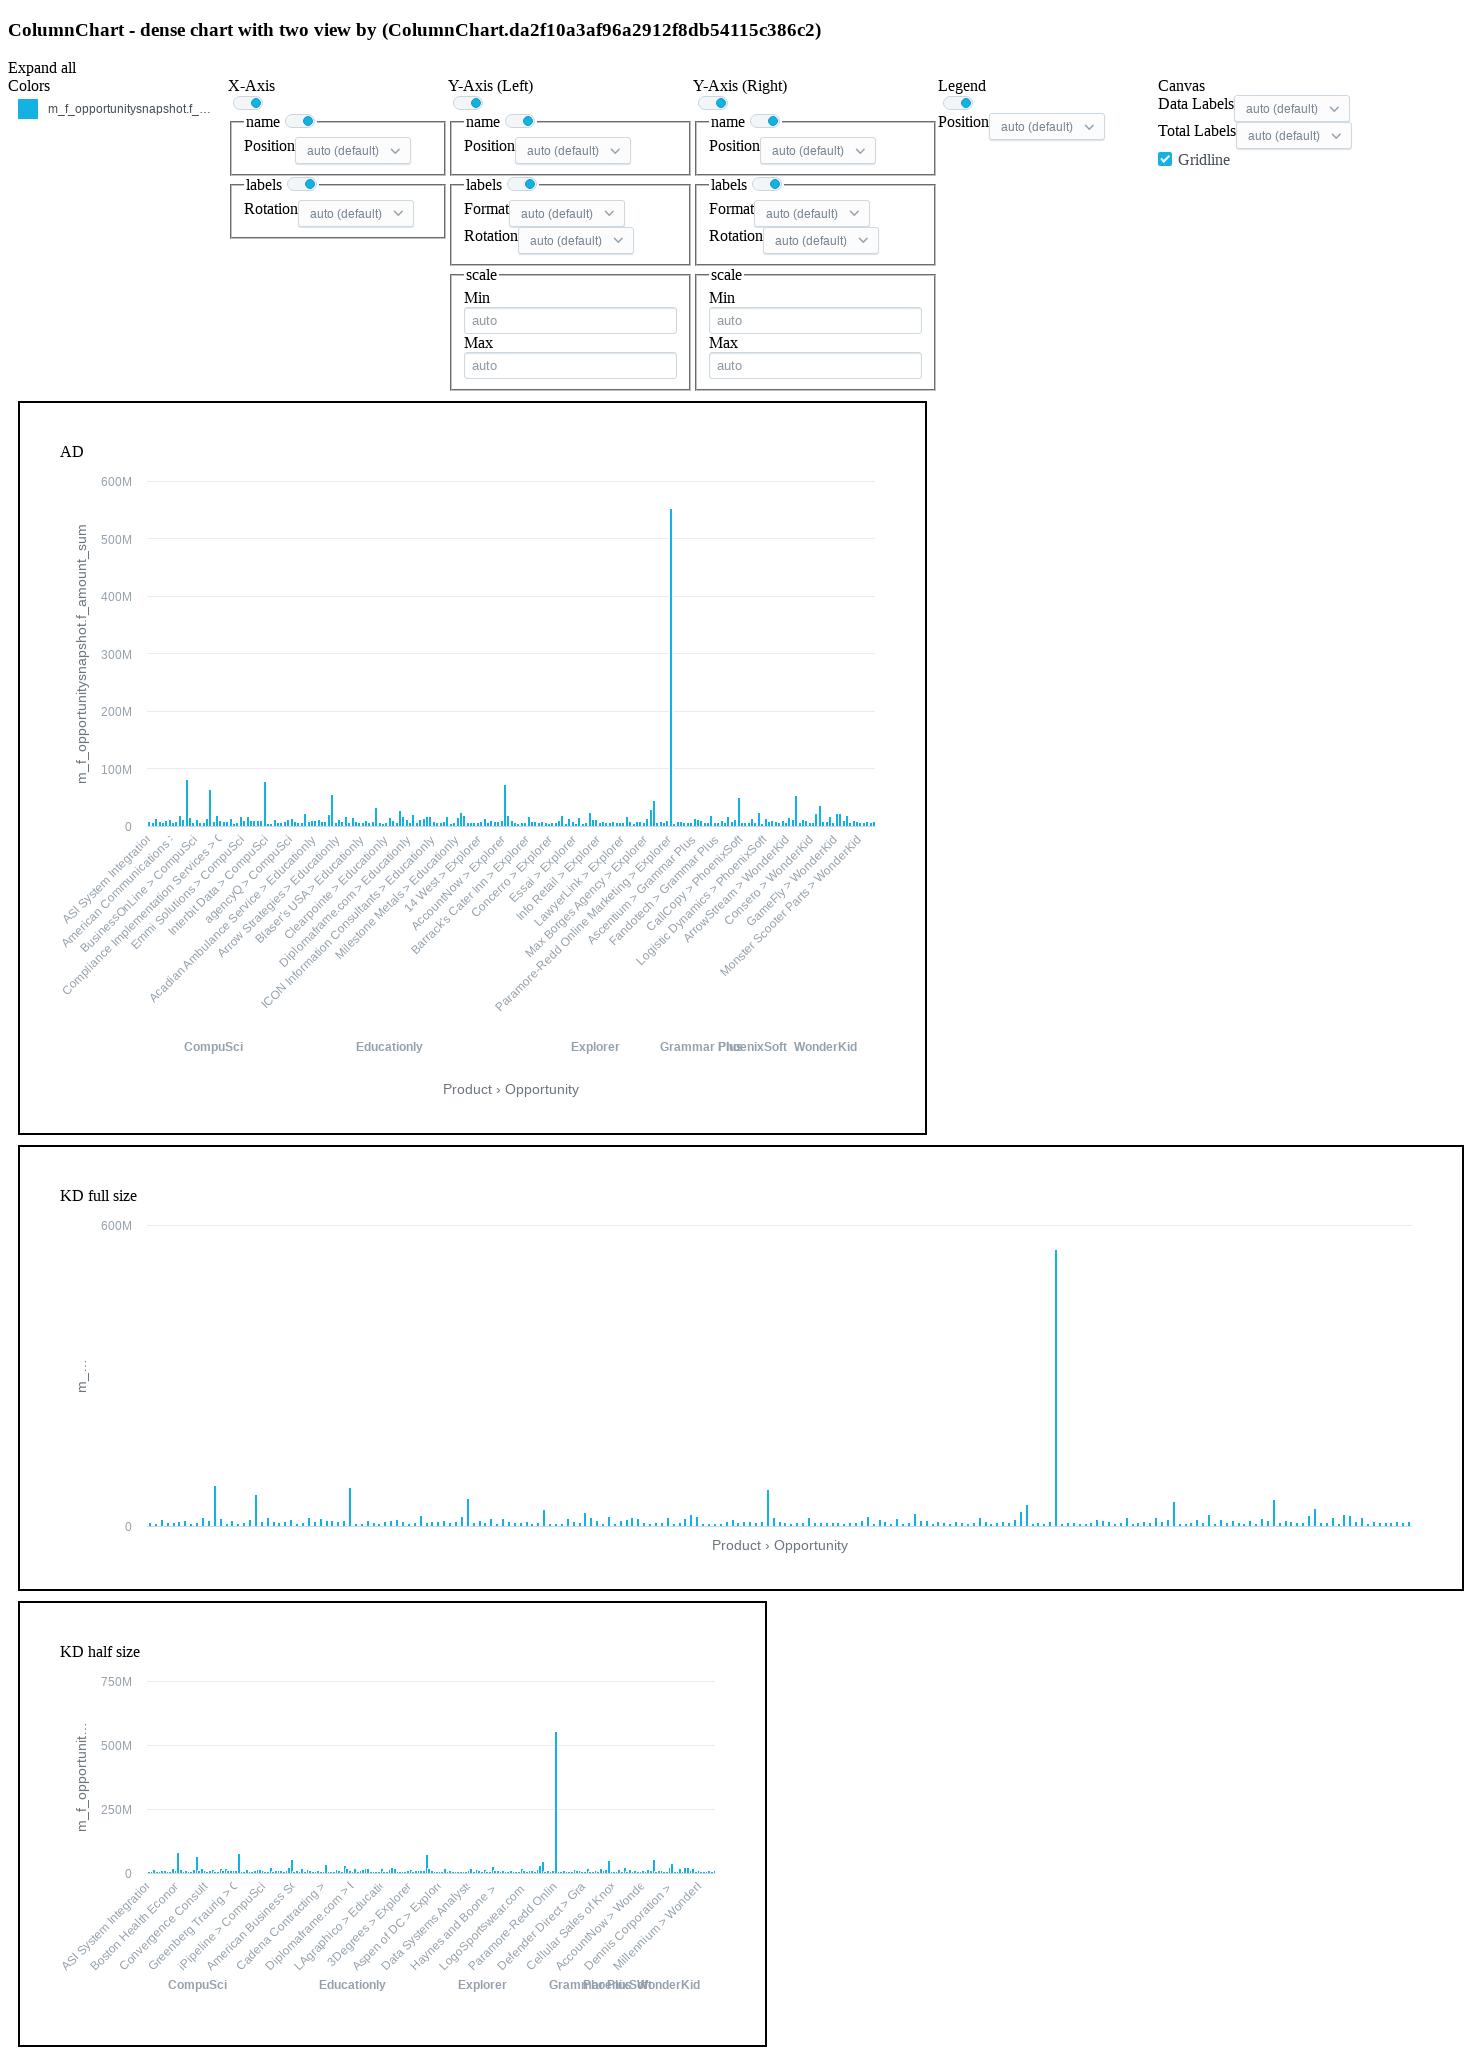 ColumnChart - dense chart with two view by (ColumnChart.da2f10a3af96a2912f8db54115c386c2)
Expand all
Colors
m_f_opportunitysnapshot.f_…
X-Axis
name
Position auto (default)
labels
Rotation auto (default)
Y-Axis (Left)
name
Position auto (default)
labels
Format auto (default)
Rotation auto (default)
scale
Min
auto
Max
auto
Y-Axis (Right)
name
Position auto (default)
labels
Format auto (default)
Rotation auto (default)
scale
Min
auto
Max
auto
Legend
Position auto (default)
Canvas
Data Labels auto (default)
Total Labels auto (default)
Gridline
AD
m_f_opportunitysnapshot.f_amount_sum
600M
500M
400M
300M
200M
100M
0
ASI System Integration
American Communications >
BusinessOnLine > CompuSci
Compliance Implementation Services > C
Emmi Solutions > CompuSci
Interbit Data > CompuSci
agencyQ > CompuSci
Acadian Ambulance Service > Educationly
Arrow Strategies > Educationly
Blaser's USA > Educationly
Clearpointe > Educationly
Diplomaframe.com > Educationly
ICON Information Consultants > Educationly
Milestone Metals > Educationly
14 West > Explorer
AccountNow > Explorer
Barrack's Cater Inn > Explorer
Concerro > Explorer
Essai > Explorer
Info Retail > Explorer
LawyerLink > Explorer
Max Borges Agency > Explorer
Paramore-Redd Online Marketing > Explorer
Ascentium > Grammar Plus
Fandotech > Grammar Plus
CallCopy > PhoenixSoft
Logistic Dynamics > PhoenixSoft
ArrowStream > WonderKid
Consero > WonderKid
GameFly > WonderKid
Monster Scooter Parts > WonderKid
CompuSci
Educationly
Explorer
Grammar Plus
PhoenixSoft
WonderKid
Product › Opportunity
KD full size
m_…
600M
0
Product › Opportunity
KD half size
m_f_opportunit…
750M
500M
250M
0
ASI System Integration
Boston Health Econor
Convergence Consult
Greenberg Traurig > C
iPipeline > CompuSci
American Business Sc
Cadena Contracting >
Diplomaframe.com > E
LAgraphico > Educatic
3Degrees > Explorer
Aspen of DC > Explore
Data Systems Analysts
Haynes and Boone >
LogoSportswear.com
Paramore-Redd Onlin
Defender Direct > Gra
Cellular Sales of Knox
AccountNow > Wonde
Dennis Corporation >
Millennium > WonderK
CompuSci
Educationly
Explorer
Grammar Plus
PhoenixSoft
WonderKid